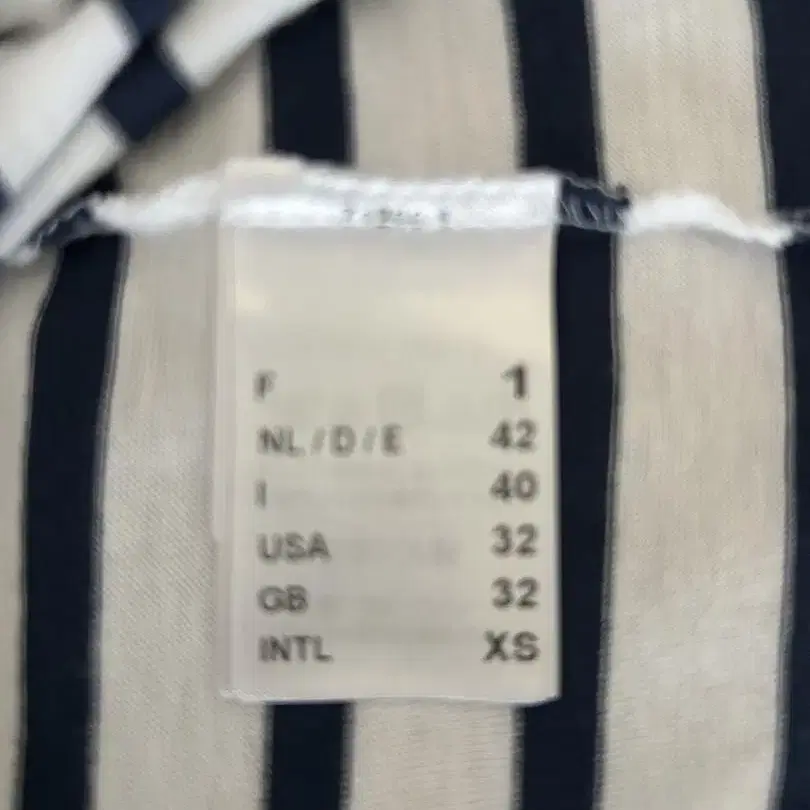 F 1
NL / D / E 42
I 40
USA 32
GB 32
INTL XS